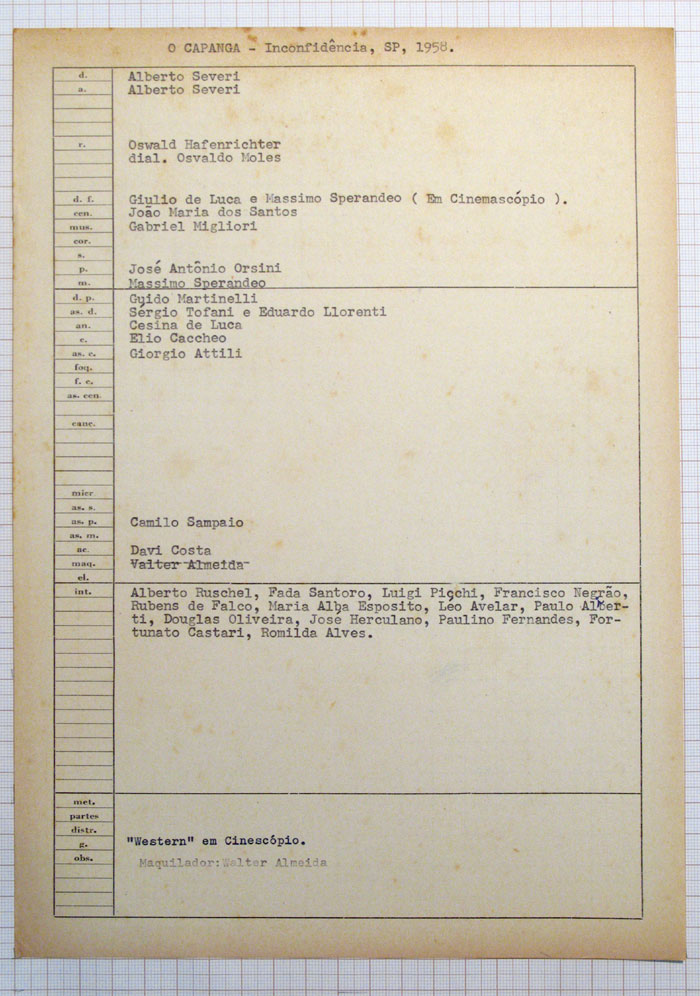 O CAPANGA - Inconfidência, SP, 1958.
d. Alberto Severi
a. Alberto Severi
r. Oswald Hafenrichter
dial. Osvaldo Moles
d. f. Giulio de Luca e Massimo Sperandeo ( Em Cinemascópio ).
cen. João Maria dos Santos
mus. Gabriel Migliori
cor.
s.
p. José Antônio Orsini
m. Massimo Sperandeo
d. p. Guido Martinelli
as. d. Sérgio Tofani e Eduardo Llorenti
an. Cesina de Luca
c. Elio Caccheo
as. c. Giorgio Attili
foq.
f. c.
as. cen.
canc.
micr
as. s.
as. p. Camilo Sampaio
as. m.
ac. Davi Costa
maq. Valter Almeida
el.
int. Alberto Ruschel, Fada Santoro, Luigi Picchi, Francisco Negrão,
Rubens de Falco, Maria Alba Esposito, Leo Avelar, Paulo Alber-
ti, Douglas Oliveira, José Herculano, Paulino Fernandes, For-
tunato Castari, Romilda Alves.
met.
partes
distr.
g. "Western" em Cinescópio.
obs. Maquilador:Walter Almeida